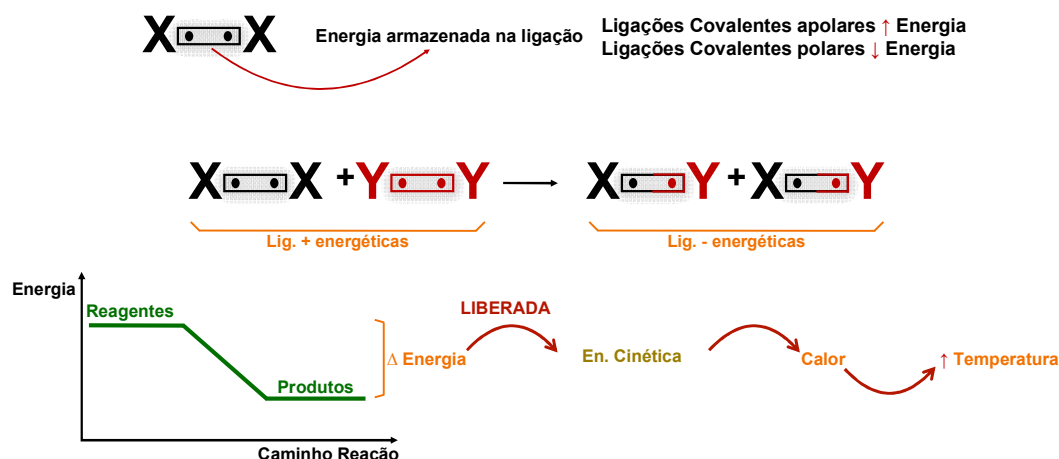 X X
Energia armazenada na ligação
Ligações Covalentes apolares ↑ Energia
Ligações Covalentes polares ↓ Energia
X X + Y Y → X Y + X Y
Lig. + energéticas
Lig. - energéticas
Energia
Reagentes
Produtos
Caminho Reação
Δ Energia
LIBERADA
En. Cinética
Calor
↑ Temperatura